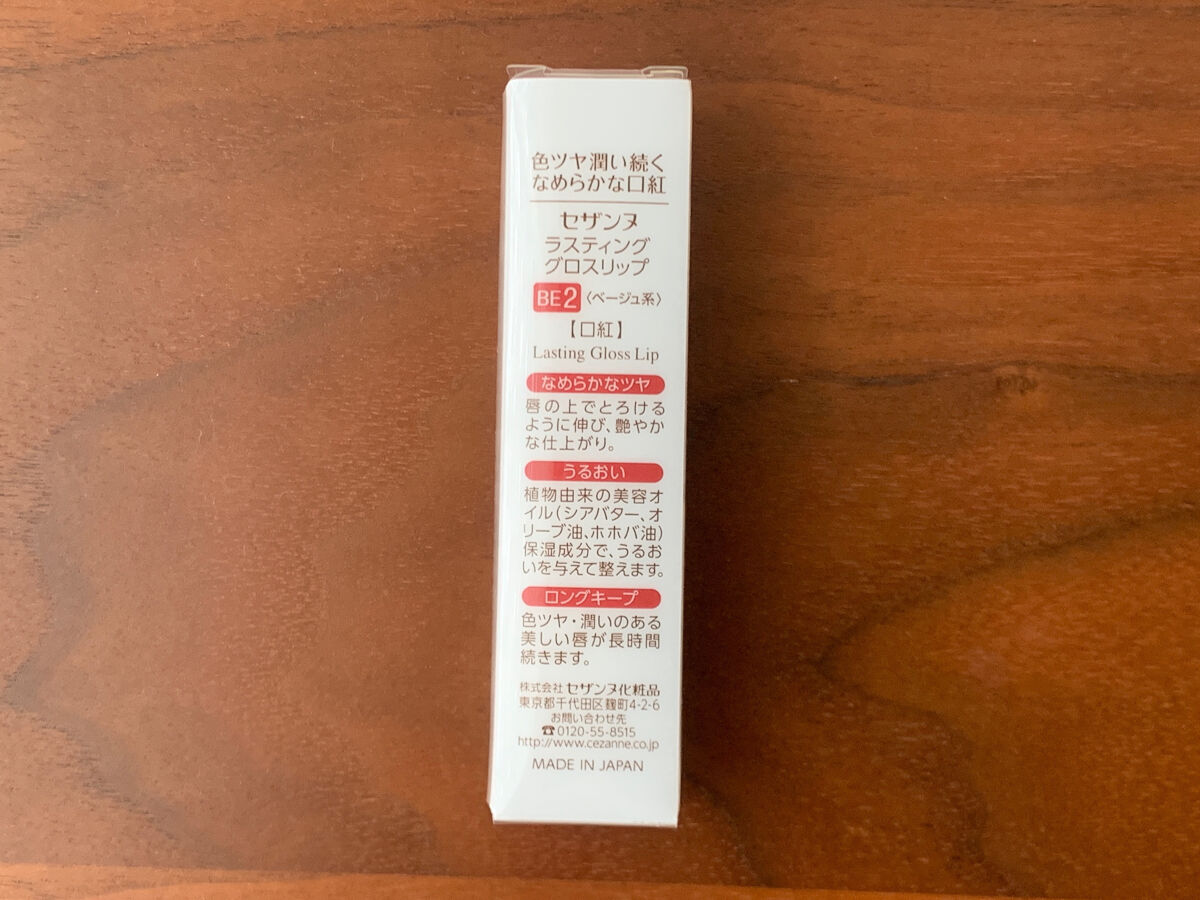 色ツヤ潤い続く
なめらかな口紅
セザンヌ
ラスティング
グロスリップ
BE2〈ベージュ系〉
【口紅】
Lasting Gloss Lip
なめらかなツヤ
唇の上でとろける
ように伸び、艶やか
な仕上がり。
うるおい
植物由来の美容オ
イル(シアバター、オ
リーブ油、ホホバ油)
保湿成分で、うるお
いを与えて整えます。
ロングキープ
色ツヤ・潤いのある
美しい唇が長時間
続きます。
株式会社 セザンヌ化粧品
東京都千代田区麹町4-2-6
お問い合わせ先
☎0120-55-8515
http://www.cezanne.co.jp
MADE IN JAPAN